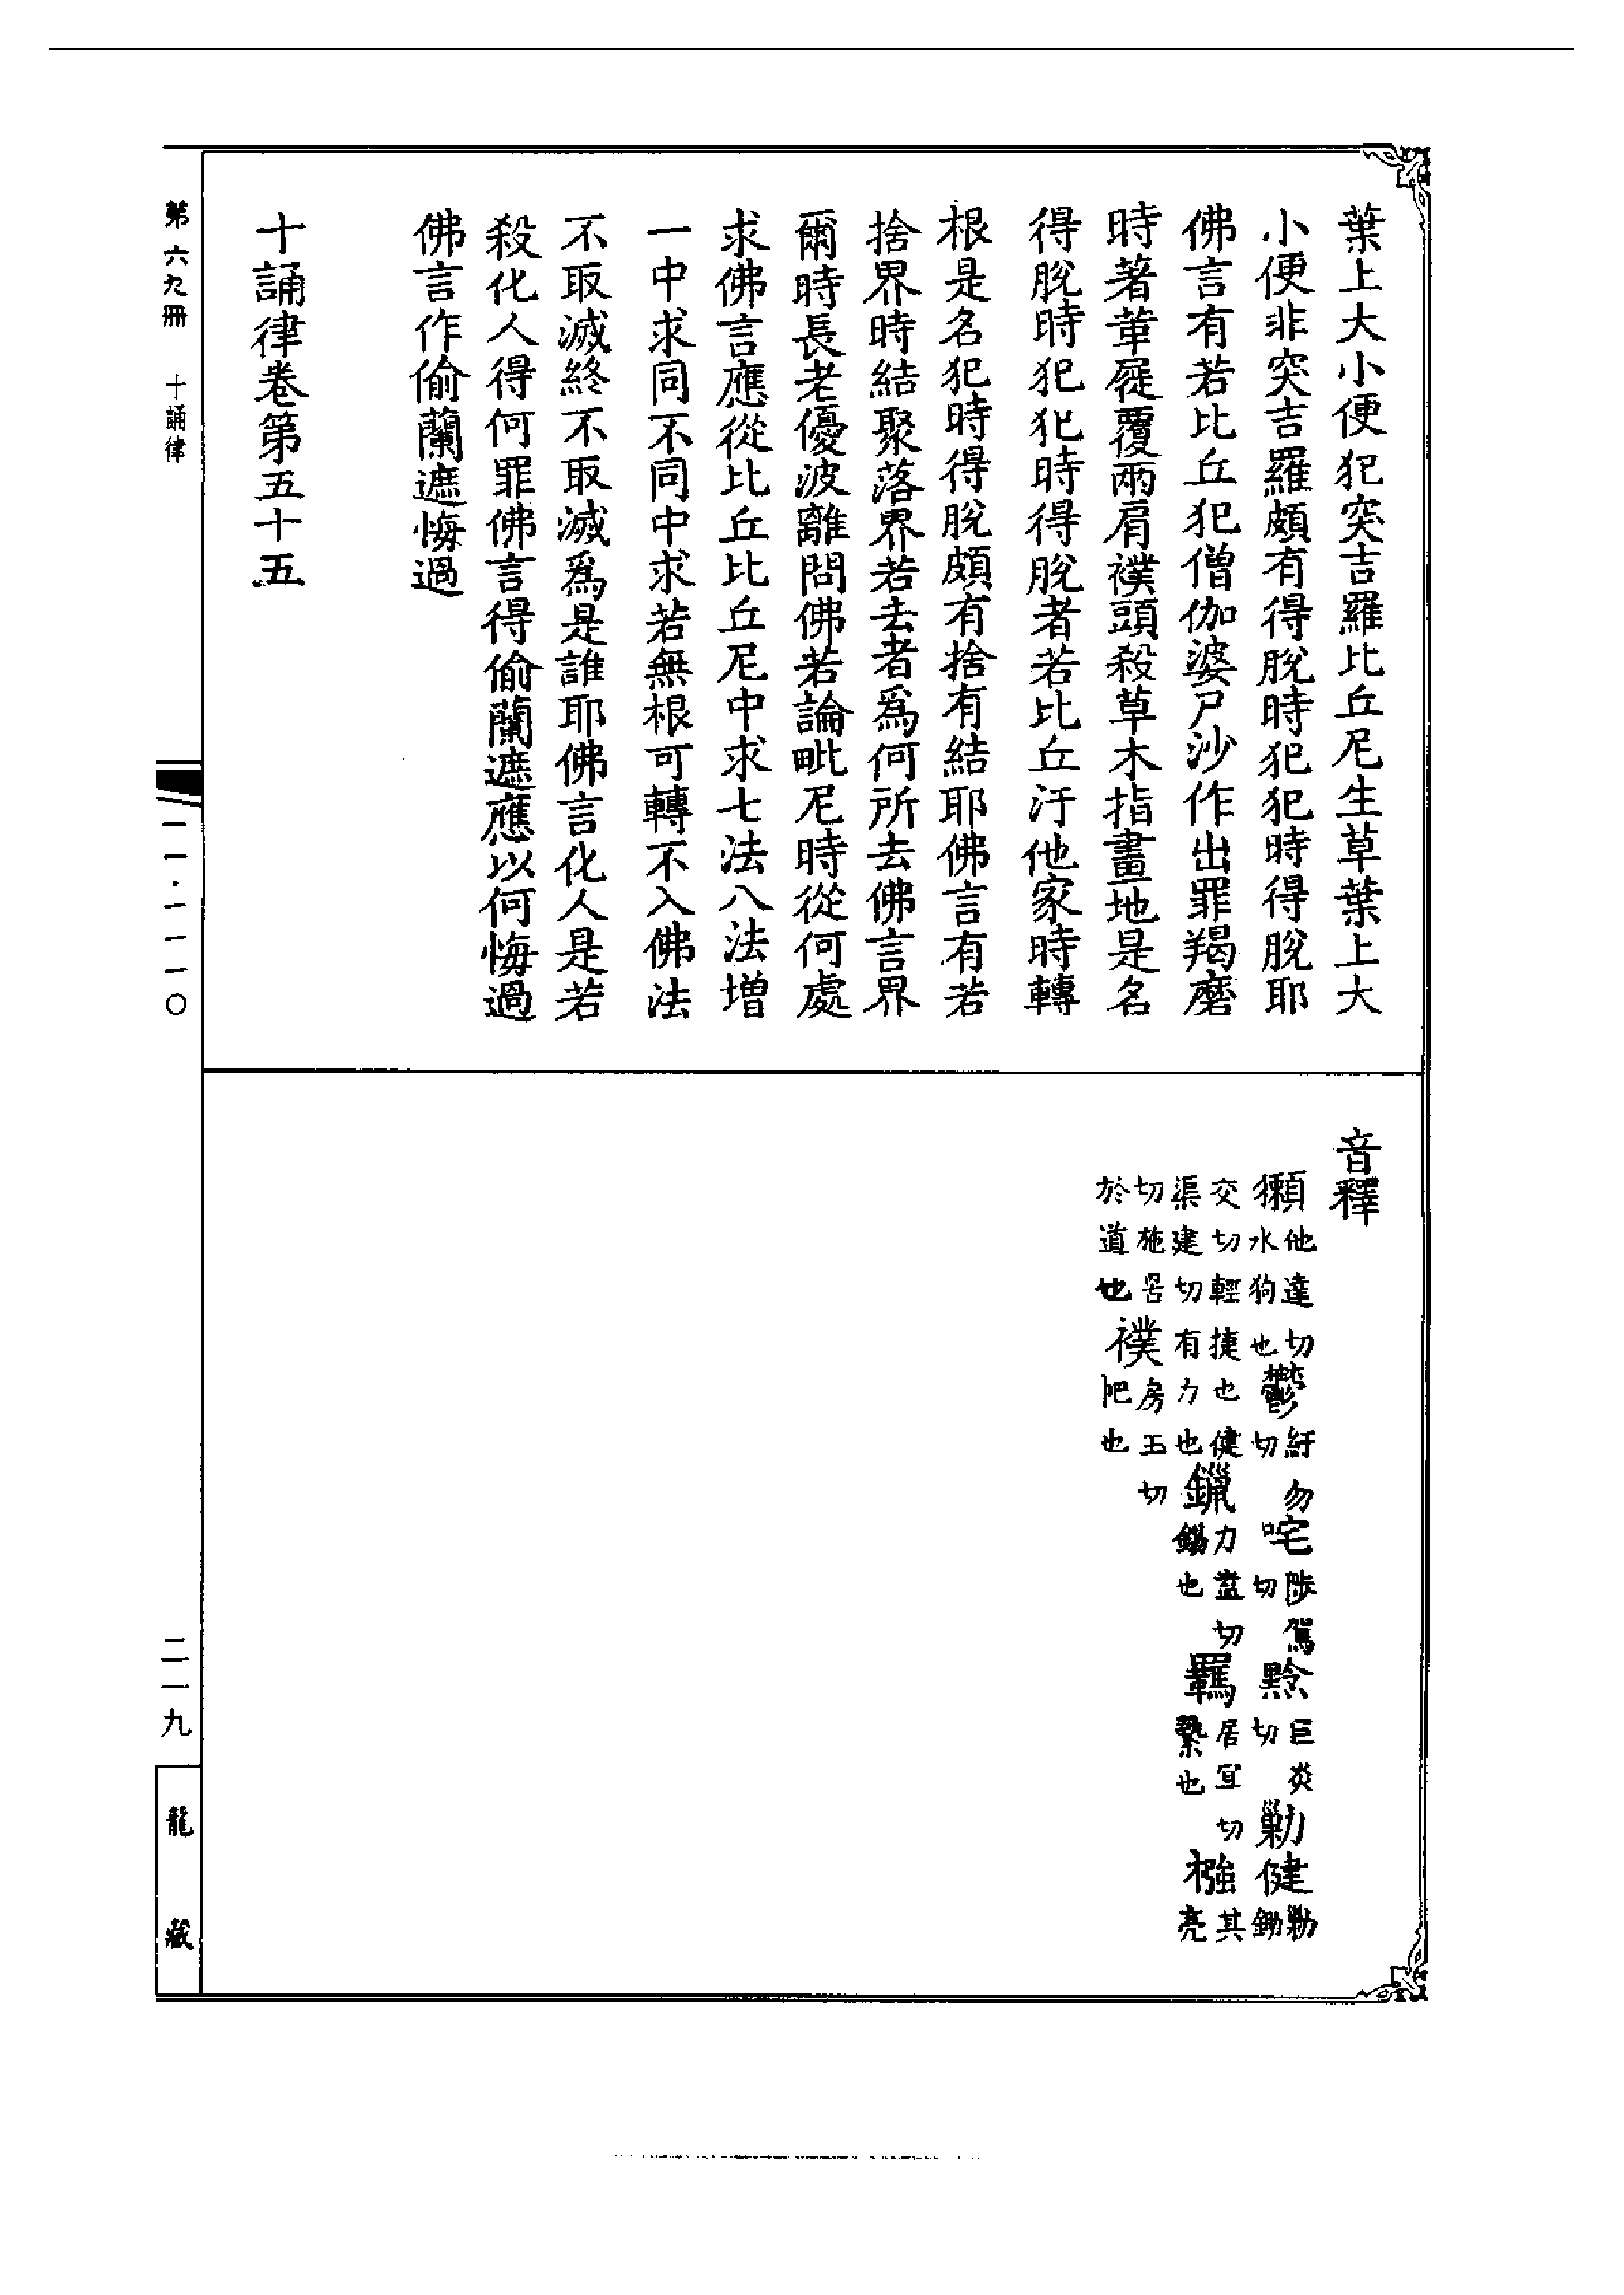 葉上大小便犯突吉羅比丘尼生草葉上大
小便非突吉羅頗有得脫時犯犯時得脫耶
佛言有若比丘犯僧伽婆尸沙作出罪羯磨
時著革屣覆兩肩襆頭殺草木指畫地是名
得脫時犯犯時得脫者若比丘汙他家時轉
根是名犯時得脫頗有捨有結耶佛言有若
捨界時結聚落界若去者爲何所去佛言界
爾時長老優波離問佛若論毗尼時從何處
求佛言應從比丘比丘尼中求七法八法增
一中求同不同中求若無根可轉不入佛法
不取滅終不取滅爲是誰耶佛言化人是若
殺化人得何罪佛言得偷蘭遮應以何悔過
佛言作偷蘭遮悔過
十誦律卷第五十五
音釋
獺他達切水狗也鬱紆勿切咤陟駕切黥巨炎切勦健勦鋤
交切輕捷也健渠建切有力也鑞力盍切錫也羈居宜切縶也摾其亮
切施罟於道也襆房玉切帊也
第六九冊 十誦律
一一·一一一〇
二一九
龍藏